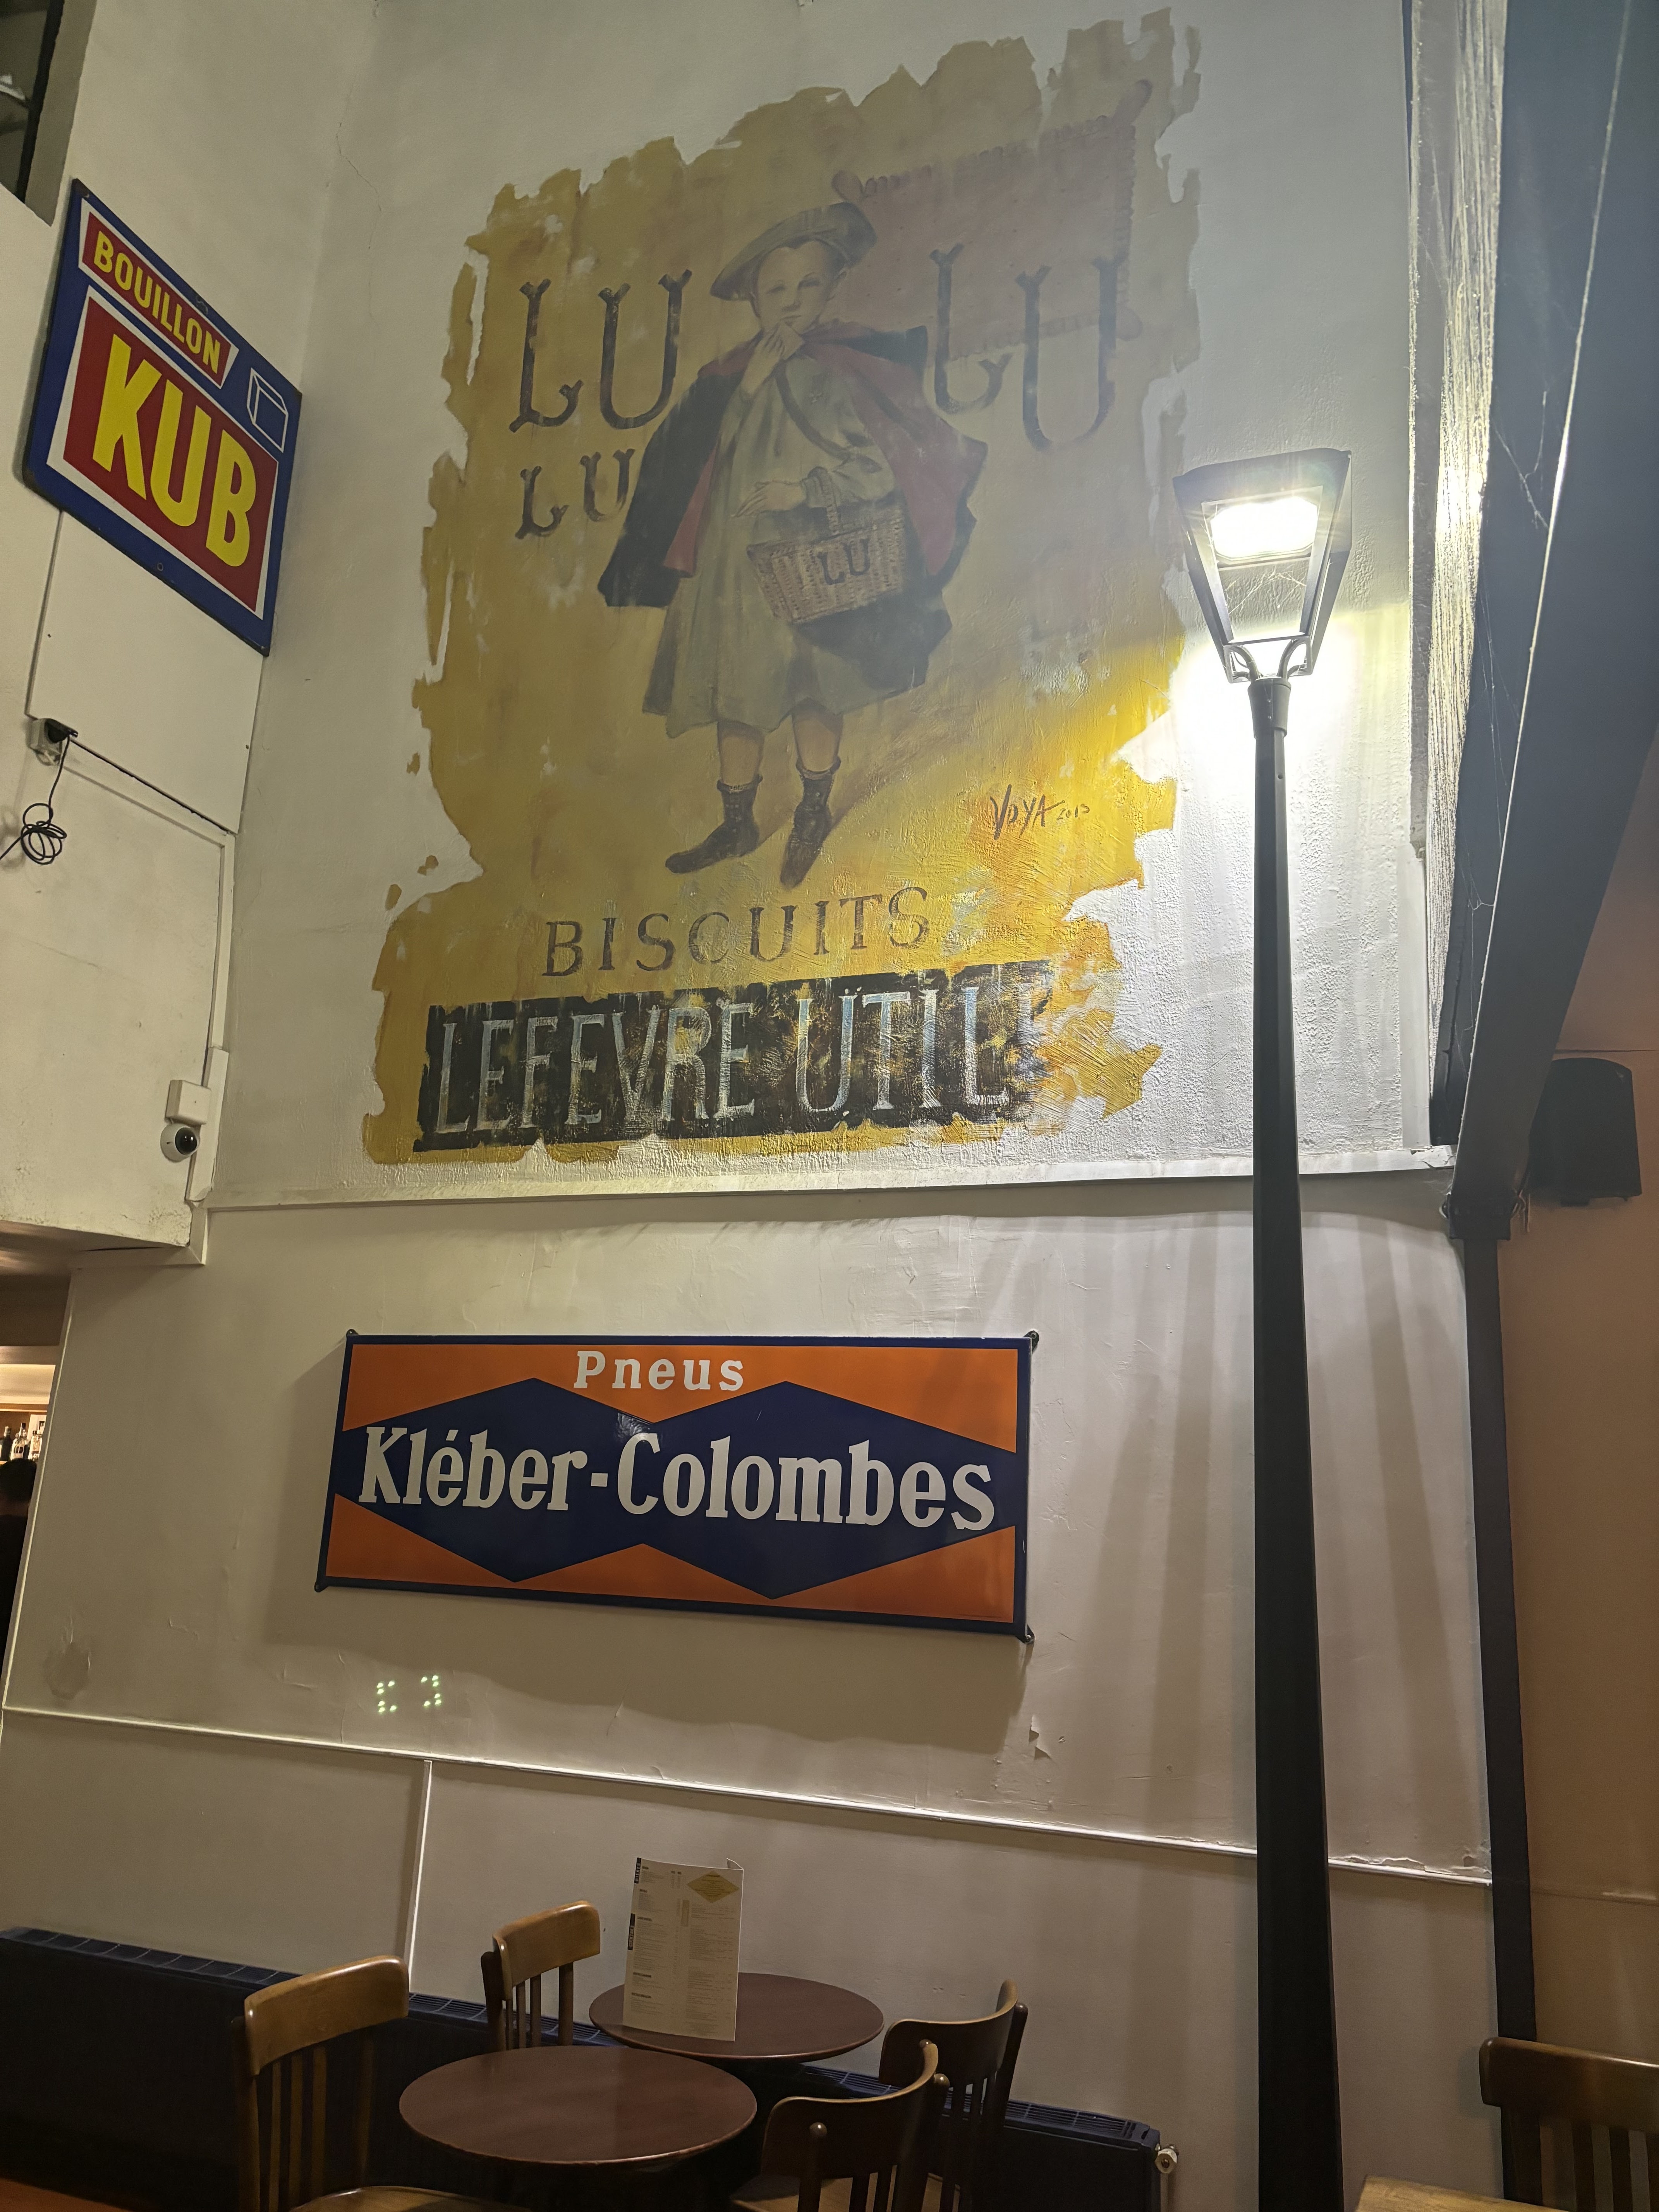 BOUILLON
KUB
LU LU
LU
LU
VOYA 2013
BISCUITS
LEFEVRE UTILE
Pneus
Kléber-Colombes